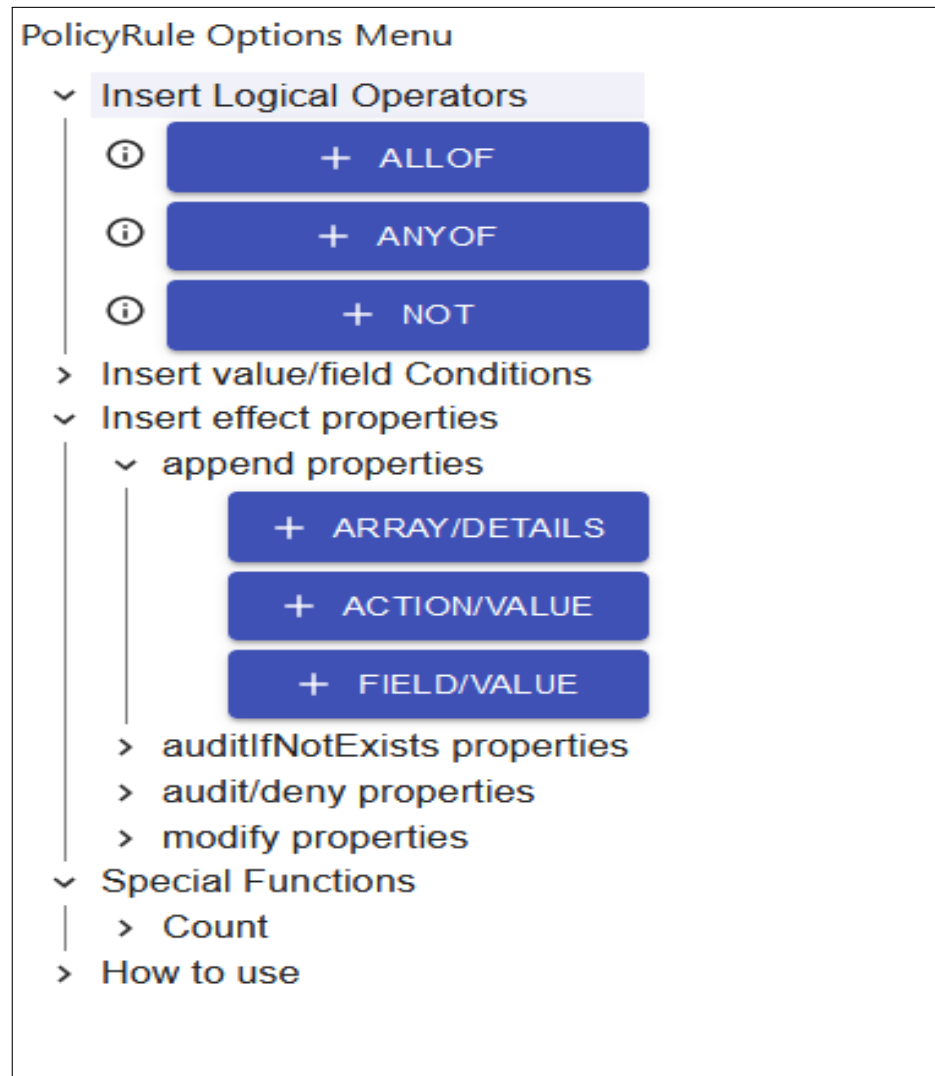 PolicyRule Options Menu
Insert Logical Operators
+ ALLOF
+ ANYOF
+ NOT
Insert value/field Conditions
Insert effect properties
append properties
+ ARRAY/DETAILS
+ ACTION/VALUE
+ FIELD/VALUE
auditIfNotExists properties
audit/deny properties
modify properties
Special Functions
Count
How to use